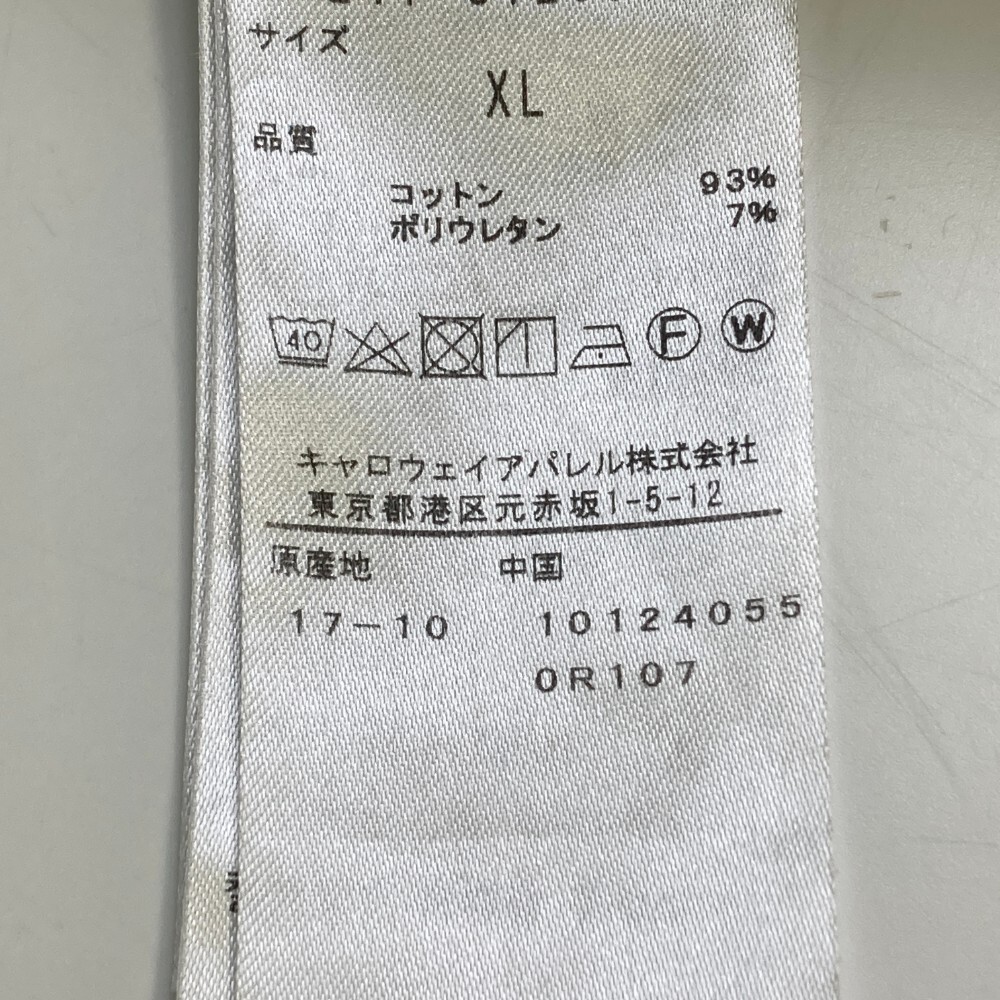 サイズ
XL
品質
コットン 93%
ポリウレタン 7%
40 F W
キャロウェイアパレル株式会社
東京都港区元赤坂1-5-12
原産地 中国
17-10 10124055
0R107